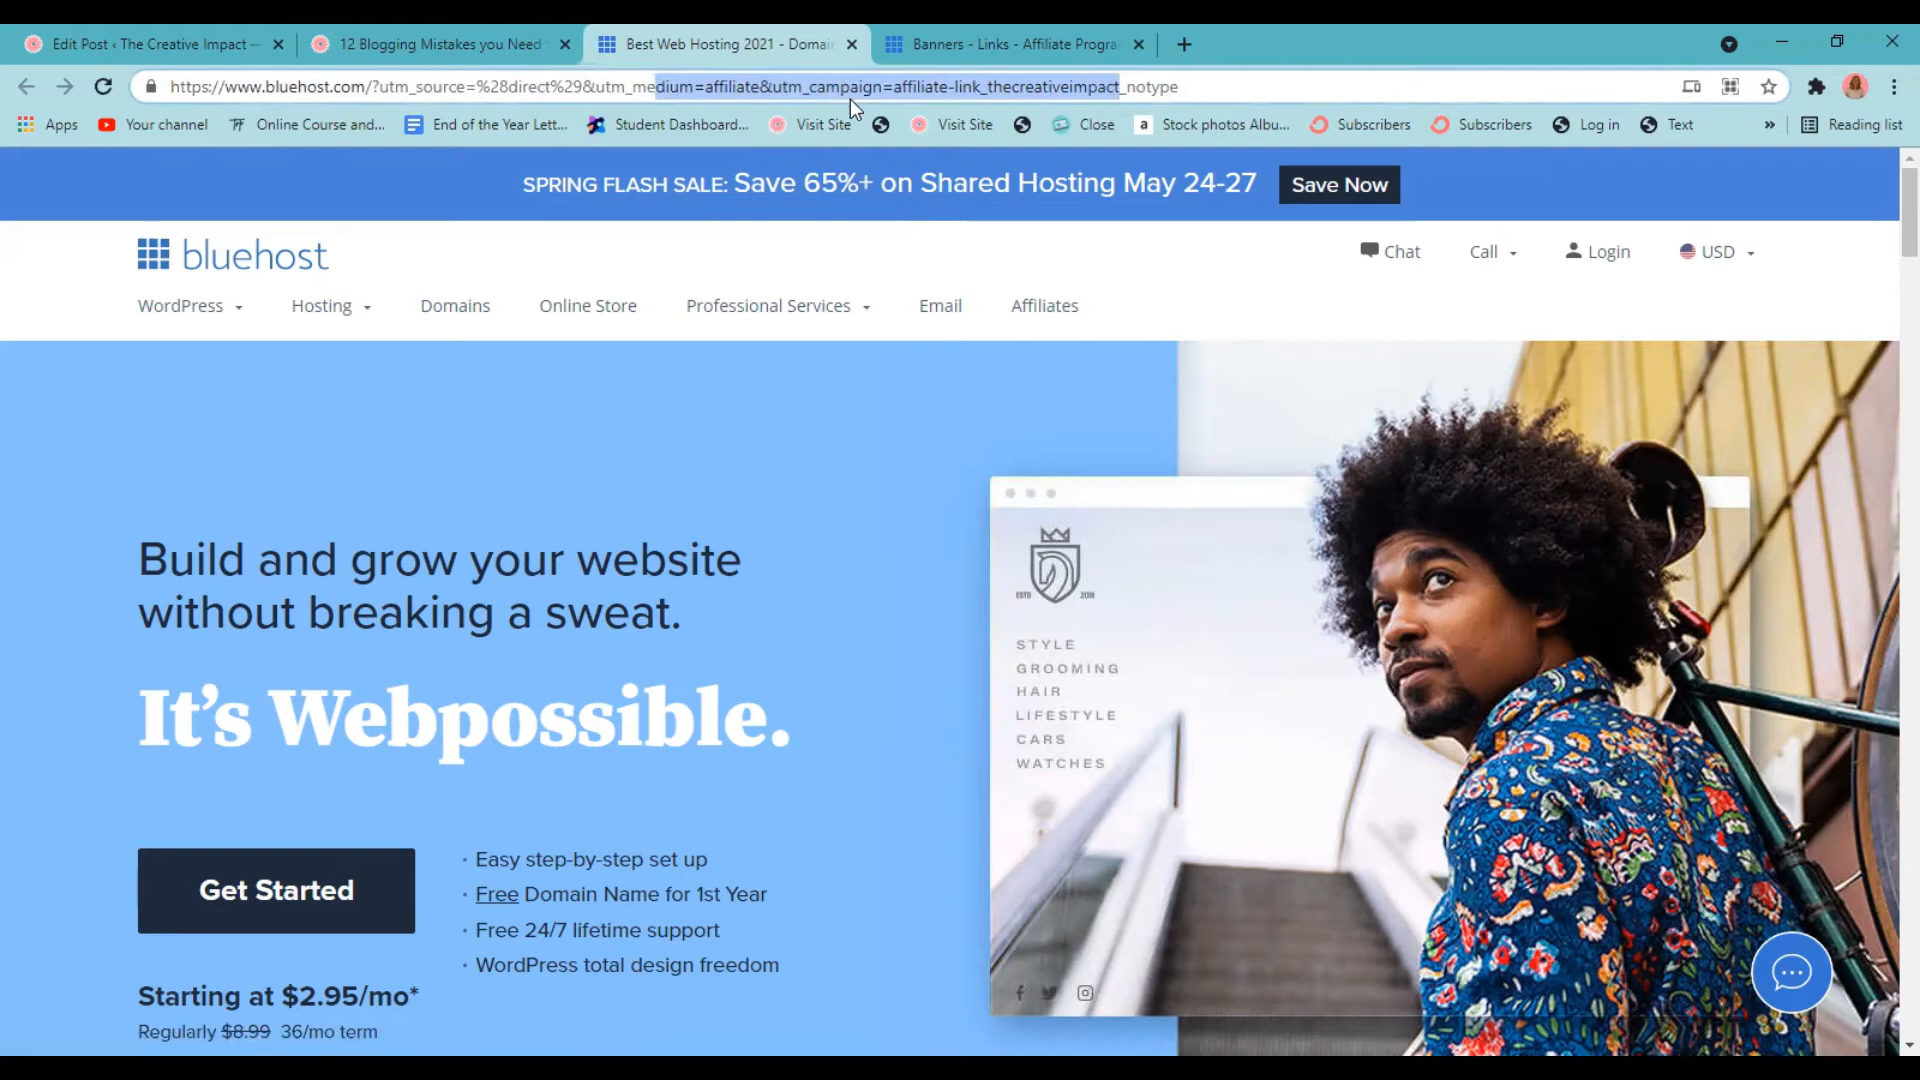 Edit Post ‹ The Creative Impact —
12 Blogging Mistakes you Need
Best Web Hosting 2021 - Domai
Banners - Links - Affiliate Progra
https://www.bluehost.com/?utm_source=%28direct%29&utm_medium=affiliate&utm_campaign=affiliate-link_thecreativeimpact_notype
Apps
Your channel
Online Course and...
End of the Year Lett...
Student Dashboard...
Visit Site
Visit Site
Close
a
Stock photos Albu...
Subscribers
Subscribers
Log in
Text
»
Reading list
SPRING FLASH SALE: Save 65%+ on Shared Hosting May 24-27
Save Now
bluehost
Chat
Call
Login
USD
WordPress
Hosting
Domains
Online Store
Professional Services
Email
Affiliates
Build and grow your website
without breaking a sweat.
It's Webpossible.
Get Started
· Easy step-by-step set up
· Free Domain Name for 1st Year
· Free 24/7 lifetime support
· WordPress total design freedom
Starting at $2.95/mo*
Regularly $8.99 36/mo term
ESTD
2018
STYLE
GROOMING
HAIR
LIFESTYLE
CARS
WATCHES